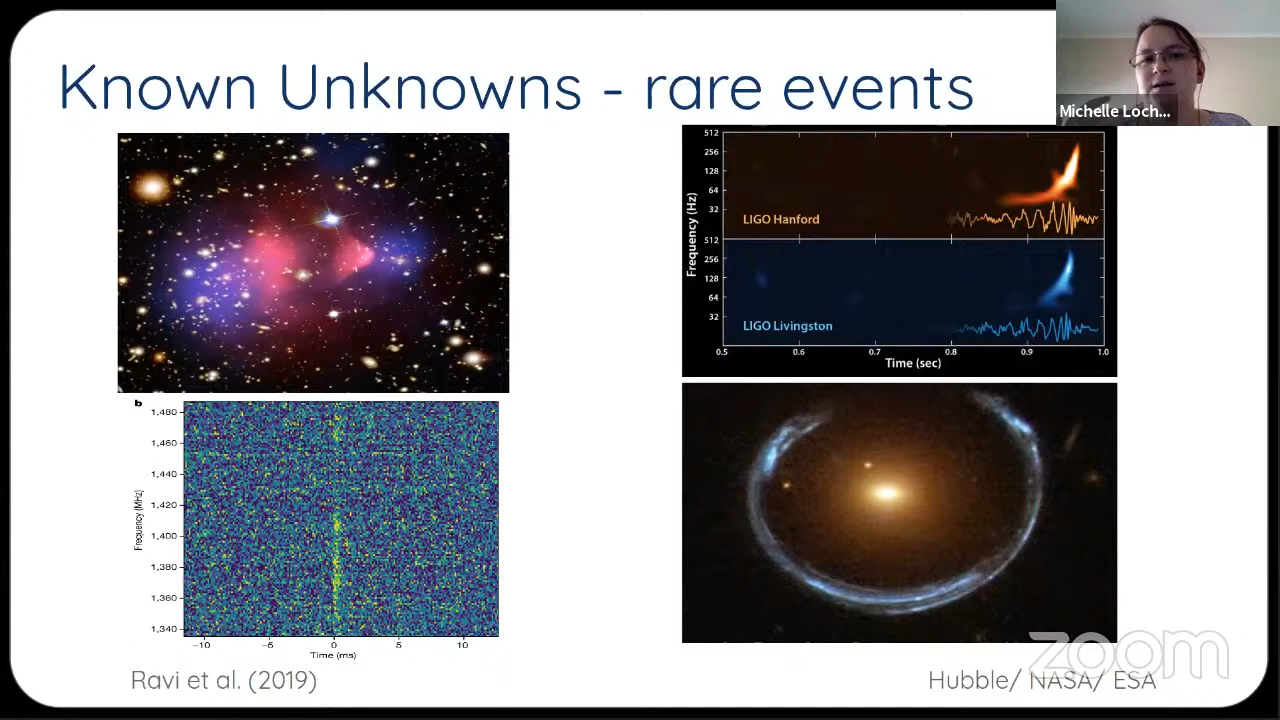 Known Unknowns - rare events
Michelle Loch...
512
256
128
64
32
LIGO Hanford
512
256
128
64
32
LIGO Livingston
Frequency (Hz)
0.5 0.6 0.7 0.8 0.9 1.0
Time (sec)
b
1,480
1,460
1,440
1,420
1,400
1,380
1,360
1,340
Frequency (MHz)
-10 -5 0 5 10
Time (ms)
zoom
Ravi et al. (2019)
Hubble/ NASA/ ESA